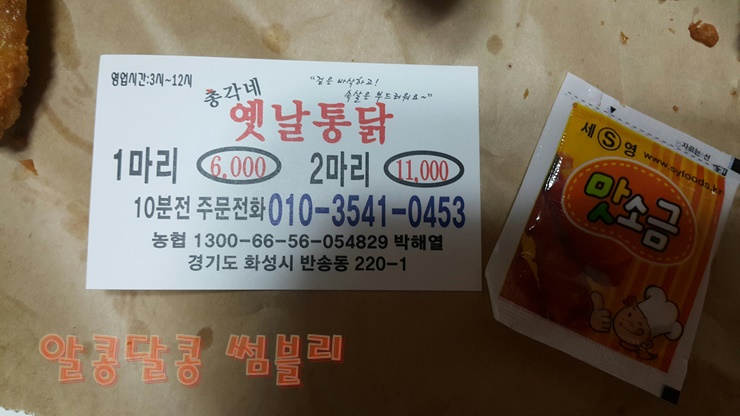 영업시간:3시~12시
"겉은 바삭하고!
속살은 부드러워요~"
총각네
옛날통닭
1마리 6,000 2마리 11,000
10분전 주문전화 010-3541-0453
농협 1300-66-56-054829 박해열
경기도 화성시 반송동 220-1
세 S 영
자르는 선
www.syfoods.kr
맛소금
알콩달콩 썸블리